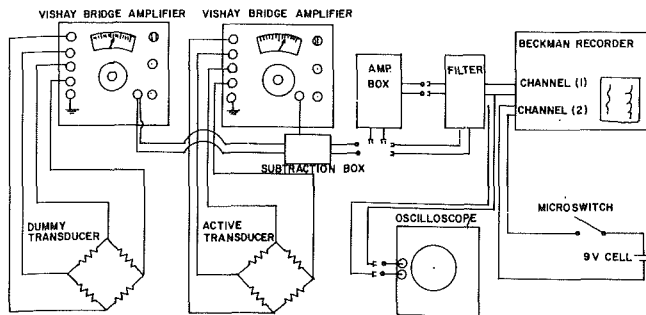 VISHAY BRIDGE AMPLIFIER
VISHAY BRIDGE AMPLIFIER
BECKMAN RECORDER
AMP.
BOX
FILTER
CHANNEL (1)
CHANNEL (2)
SUBTRACTION BOX
DUMMY
TRANSDUCER
ACTIVE
TRANSDUCER
OSCILLOSCOPE
MICROSWITCH
9V CELL